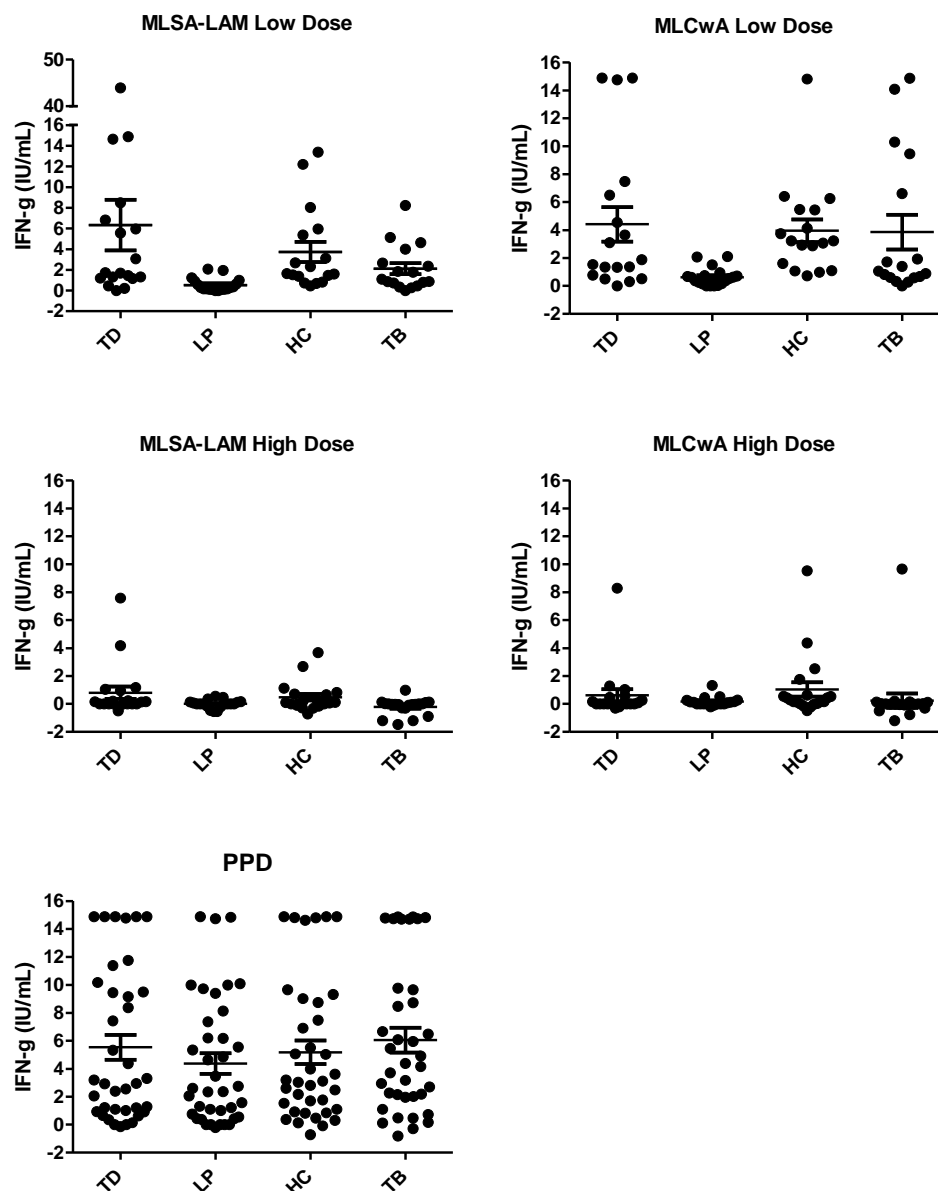 MLSA-LAM Low Dose
IFN-g (IU/mL)
50
40
16
14
12
10
8
6
4
2
0
-2
TD
LP
HC
TB
MLCwA Low Dose
IFN-g (IU/mL)
16
14
12
10
8
6
4
2
0
-2
TD
LP
HC
TB
MLSA-LAM High Dose
IFN-g (IU/mL)
16
14
12
10
8
6
4
2
0
-2
TD
LP
HC
TB
MLCwA High Dose
IFN-g (IU/mL)
16
14
12
10
8
6
4
2
0
-2
TD
LP
HC
TB
PPD
IFN-g (IU/mL)
16
14
12
10
8
6
4
2
0
-2
TD
LP
HC
TB